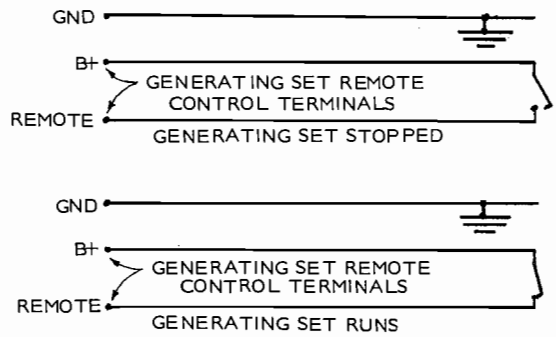 GND
B+
GENERATING SET REMOTE
CONTROL TERMINALS
REMOTE
GENERATING SET STOPPED
GND
B+
GENERATING SET REMOTE
CONTROL TERMINALS
REMOTE
GENERATING SET RUNS